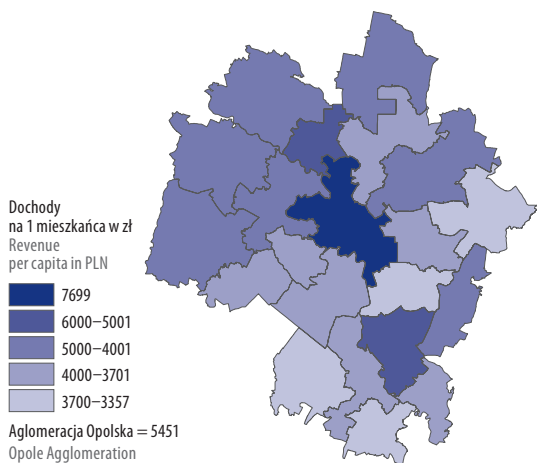 Dochody
na 1 mieszkańca w zł
Revenue
per capita in PLN
7699
6000–5001
5000–4001
4000–3701
3700–3357
Aglomeracja Opolska = 5451
Opole Agglomeration